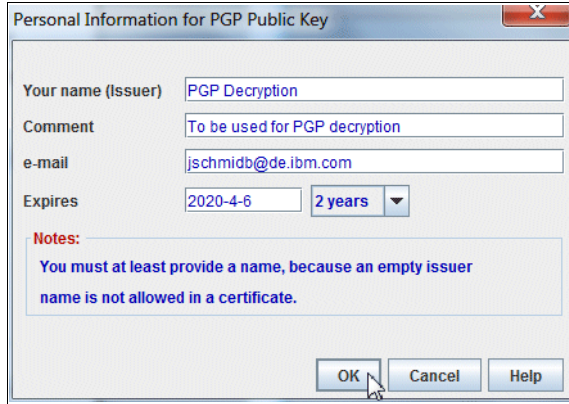 Personal Information for PGP Public Key
Your name (Issuer) PGP Decryption
Comment To be used for PGP decryption
e-mail jschmidb@de.ibm.com
Expires 2020-4-6 2 years
Notes:
You must at least provide a name, because an empty issuer
name is not allowed in a certificate.
OK Cancel Help